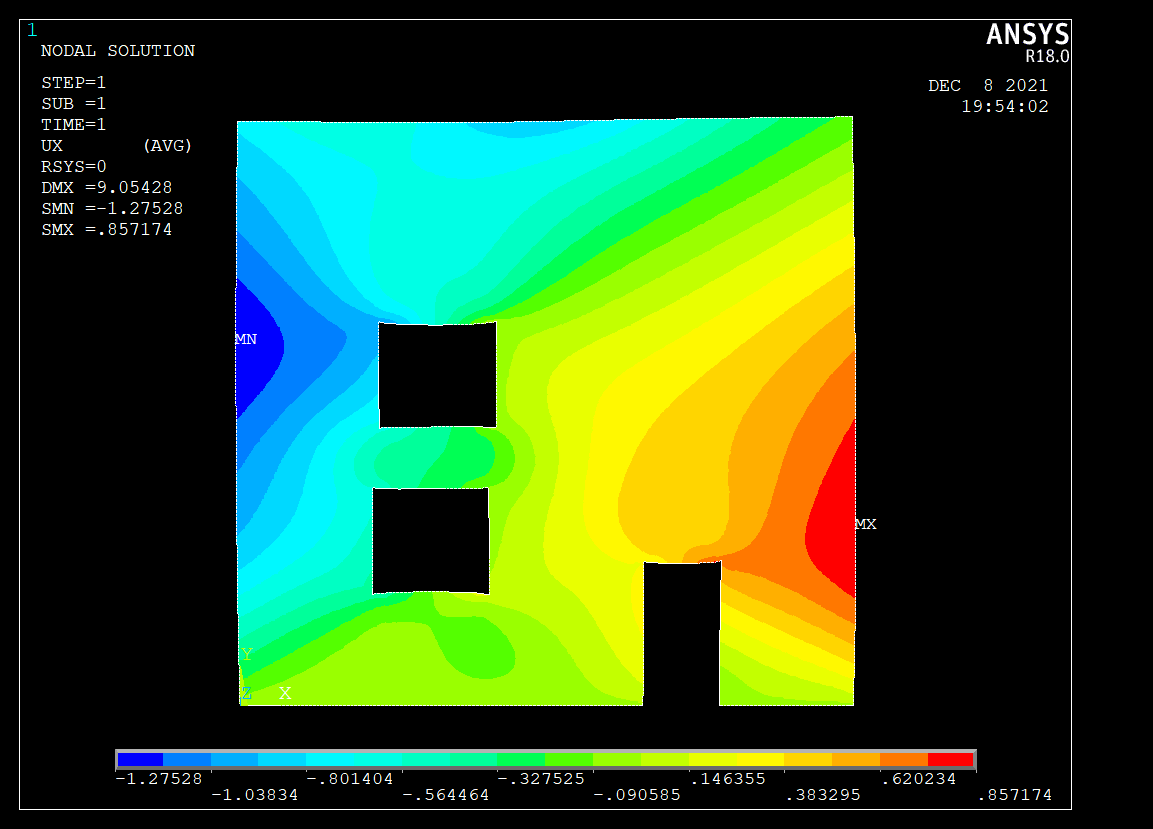 1
ANSYS
R18.0
NODAL SOLUTION
STEP=1
SUB =1
TIME=1
UX (AVG)
RSYS=0
DMX =9.05428
SMN =-1.27528
SMX =.857174
DEC 8 2021
19:54:02
MN
MX
Y
Z X
-1.27528 -.801404 -.327525 .146355 .620234
-1.03834 -.564464 -.090585 .383295 .857174